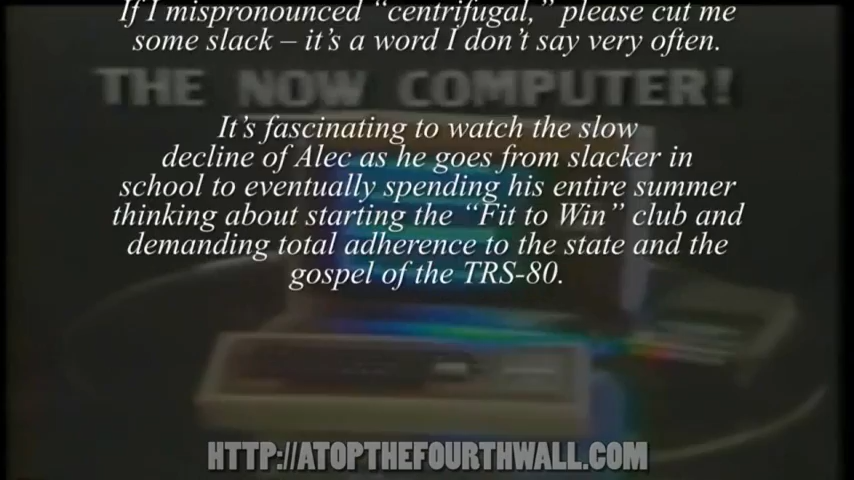 If I mispronounced “centrifugal,” please cut me
some slack – it’s a word I don’t say very often.
THE NOW COMPUTER!
It’s fascinating to watch the slow
decline of Alec as he goes from slacker in
school to eventually spending his entire summer
thinking about starting the “Fit to Win” club and
demanding total adherence to the state and the
gospel of the TRS-80.
HTTP://ATOPTHEFOURTHWALL.COM